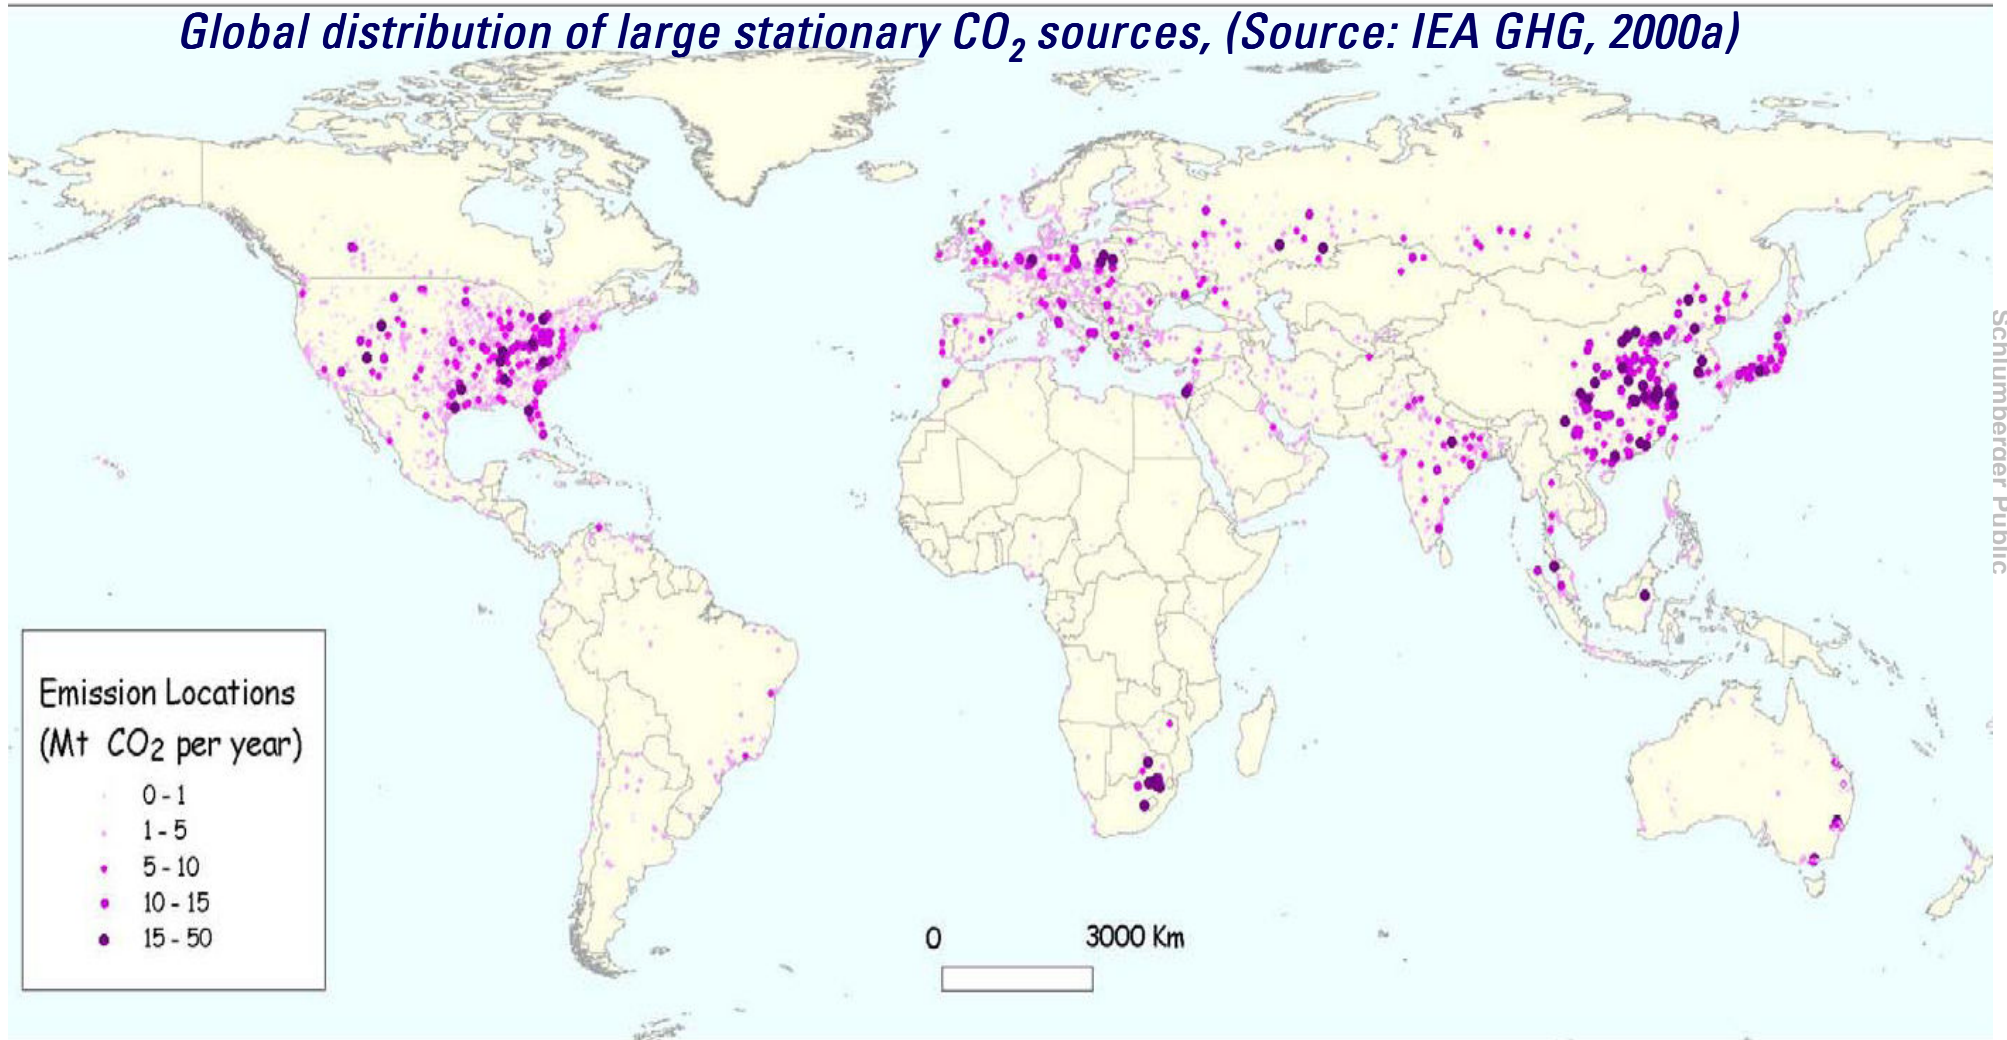 Global distribution of large stationary CO₂ sources, (Source: IEA GHG, 2000a)
Schlumberger Public
Emission Locations
(Mt CO₂ per year)
0 - 1
1 - 5
5 - 10
10 - 15
15 - 50
0 3000 Km